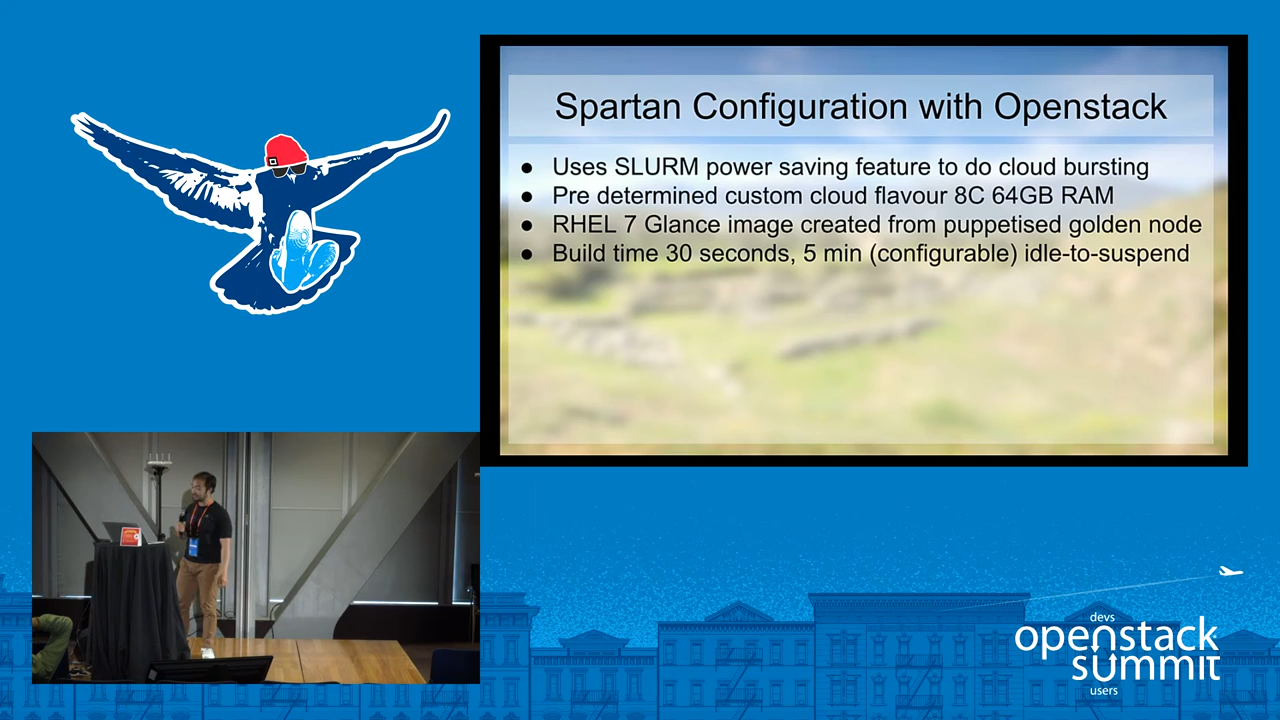 Spartan Configuration with Openstack
● Uses SLURM power saving feature to do cloud bursting
● Pre determined custom cloud flavour 8C 64GB RAM
● RHEL 7 Glance image created from puppetised golden node
● Build time 30 seconds, 5 min (configurable) idle-to-suspend
devs
openstack
summit
users